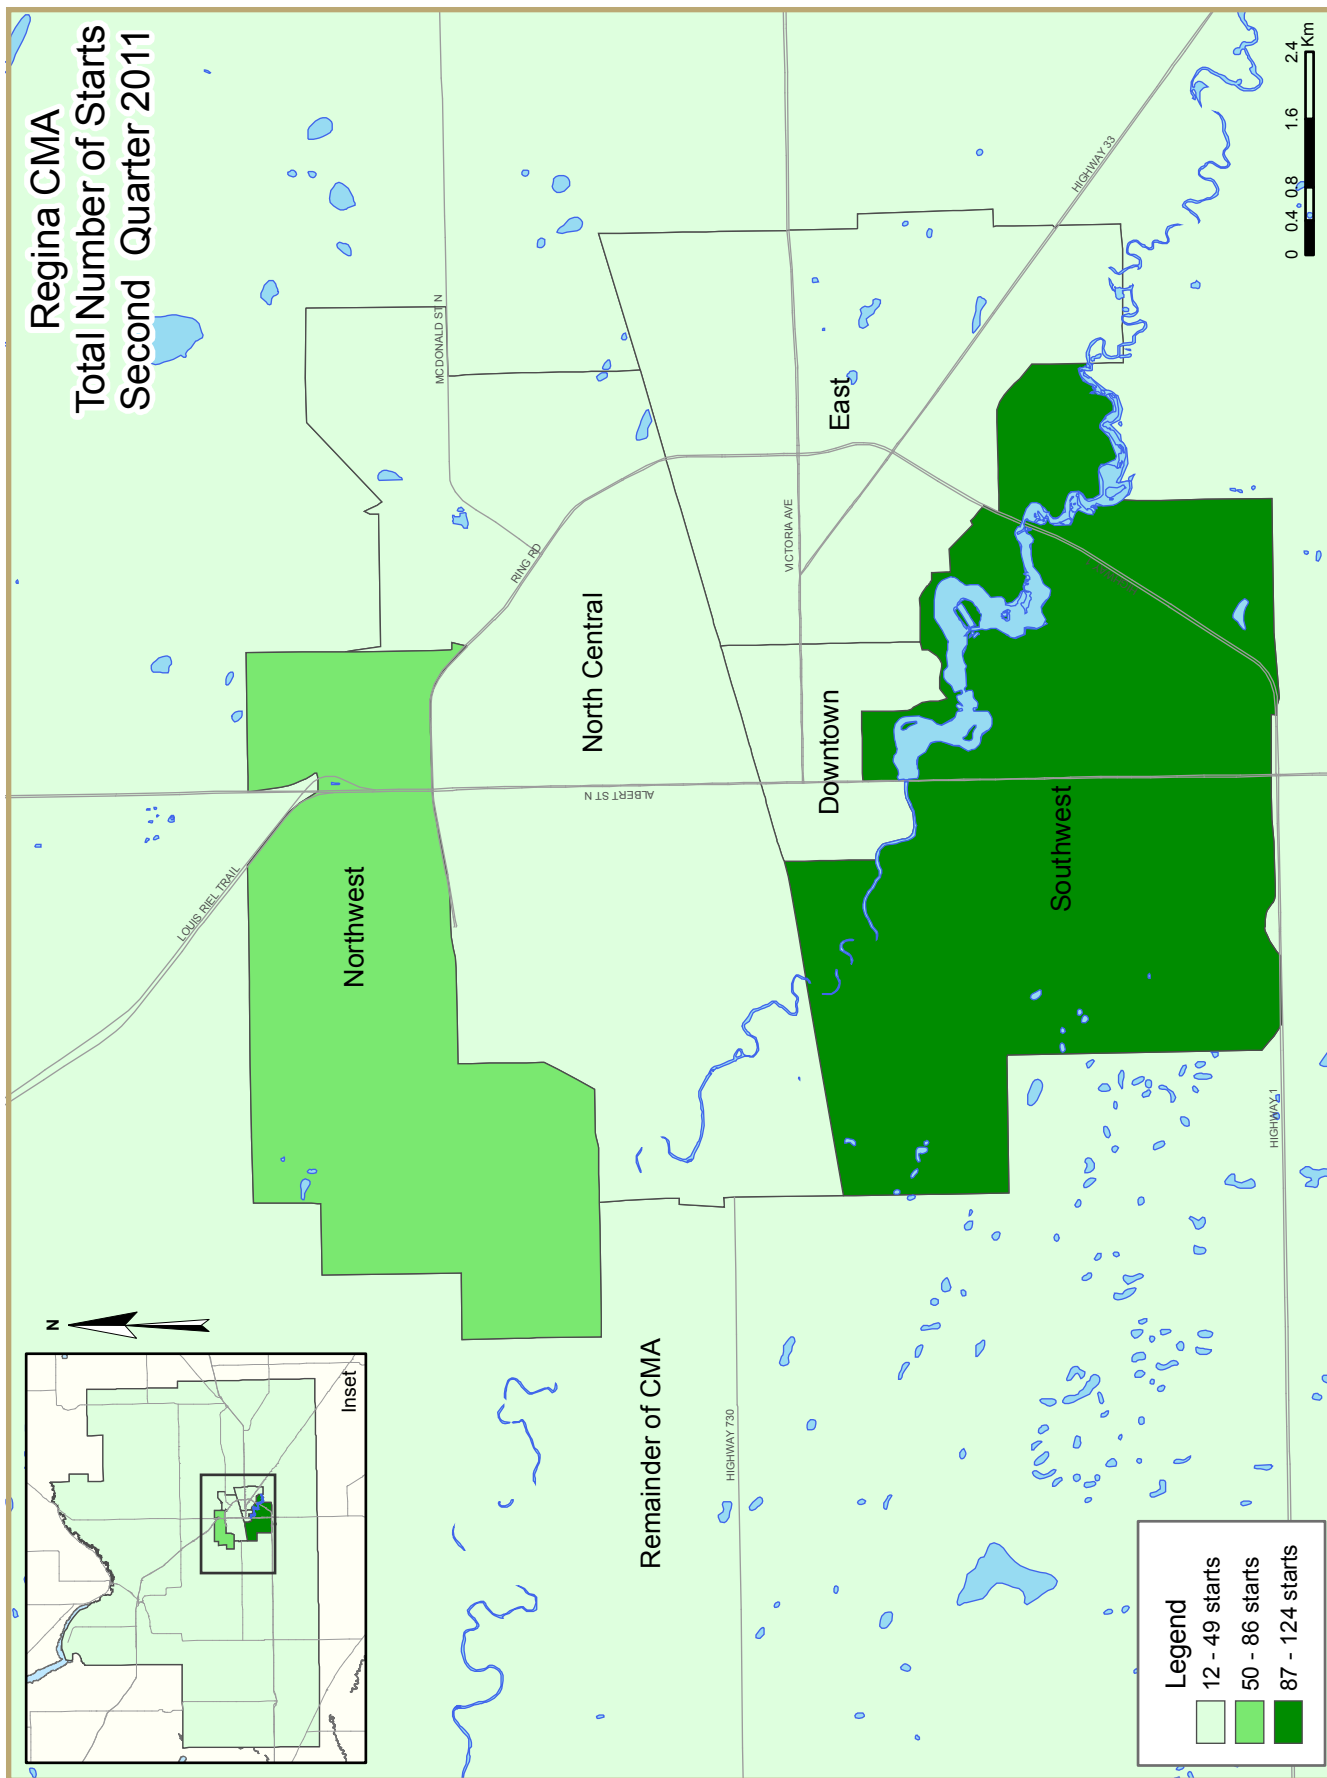 Regina CMA
Total Number of Starts
Second Quarter 2011
N
Inset
LOUIS RIEL TRAIL
MCDONALD ST N
Northwest
RING RD
North Central
ALBERT ST N
Remainder of CMA
HIGHWAY 730
VICTORIA AVE
Downtown
East
HIGHWAY 33
Southwest
HIGHWAY 1
Legend
12 - 49 starts
50 - 86 starts
87 - 124 starts
0 0.4 0.8 1.6 2.4
Km